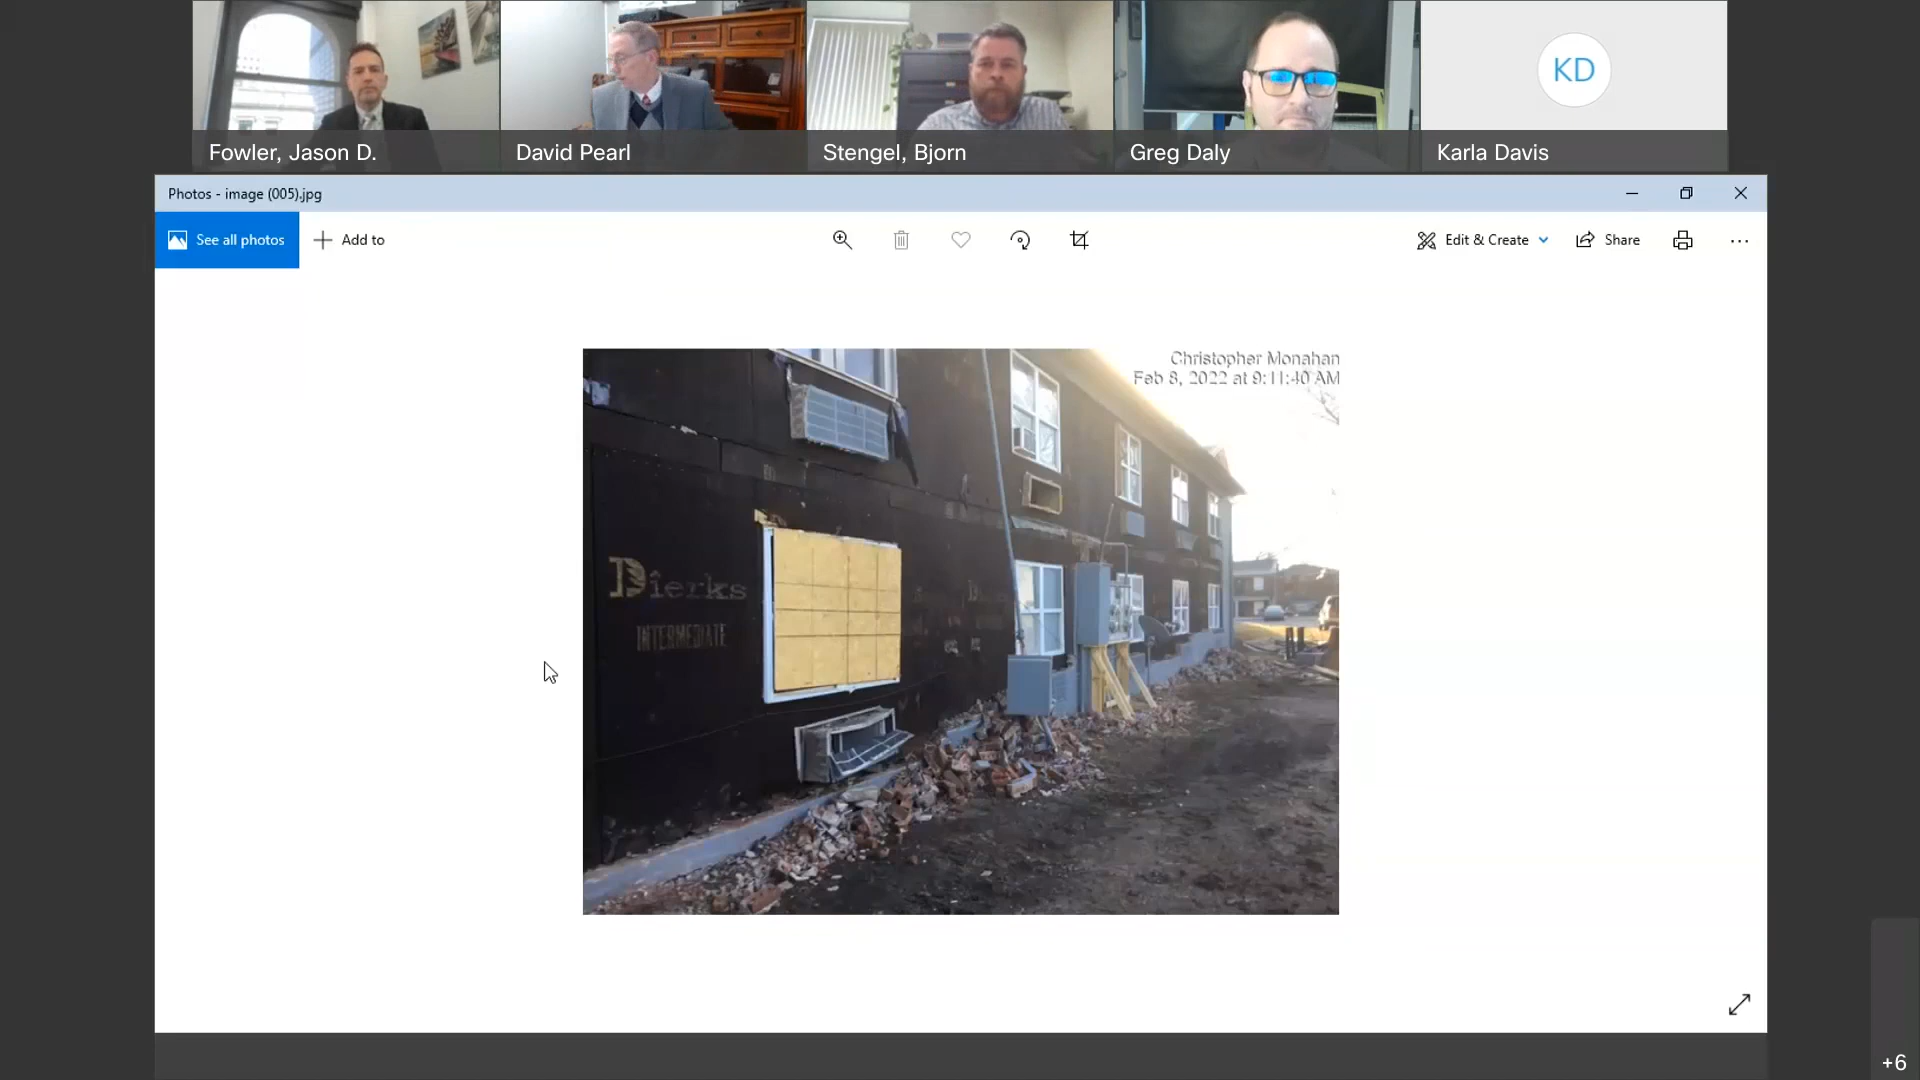 Fowler, Jason D.
David Pearl
Stengel, Bjorn
Greg Daly
KD
Karla Davis
Photos - image (005).jpg
See all photos
Add to
Edit & Create
Share
Christopher Monahan
Feb 8, 2022 at 9:11:40 AM
Dierks
INTERMEDIATE
+6